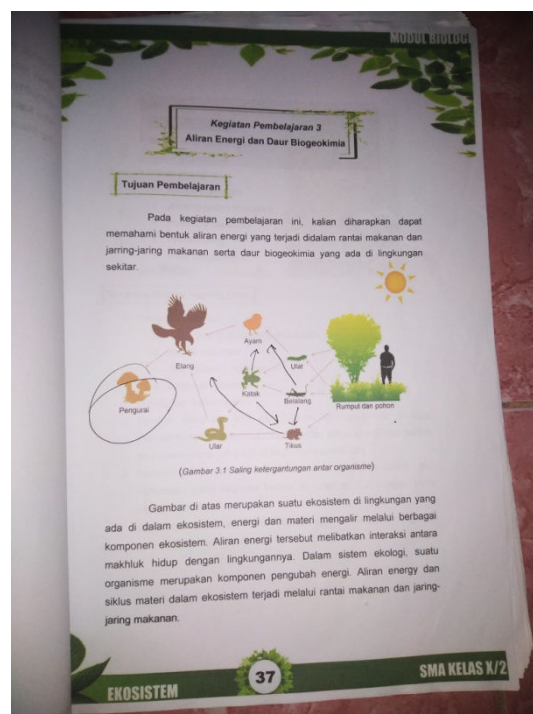 MODUL BIOLOGI
Kegiatan Pembelajaran 3
Aliran Energi dan Daur Biogeokimia
Tujuan Pembelajaran
Pada kegiatan pembelajaran ini, kalian diharapkan dapat
memahami bentuk aliran energi yang terjadi didalam rantai makanan dan
jarring-jaring makanan serta daur biogeokimia yang ada di lingkungan
sekitar.
Ayam
Elang
Ulat
Katak
Belalang
Rumput dan pohon
Pengurai
Ular
Tikus
(Gambar 3.1 Saling ketergantungan antar organisme)
Gambar di atas merupakan suatu ekosistem di lingkungan yang
ada di dalam ekosistem, energi dan materi mengalir melalui berbagai
komponen ekosistem. Aliran energi tersebut melibatkan interaksi antara
makhluk hidup dengan lingkungannya. Dalam sistem ekologi, suatu
organisme merupakan komponen pengubah energi. Aliran energy dan
siklus materi dalam ekosistem terjadi melalui rantai makanan dan jaring-
jaring makanan.
37
SMA KELAS X/2
EKOSISTEM